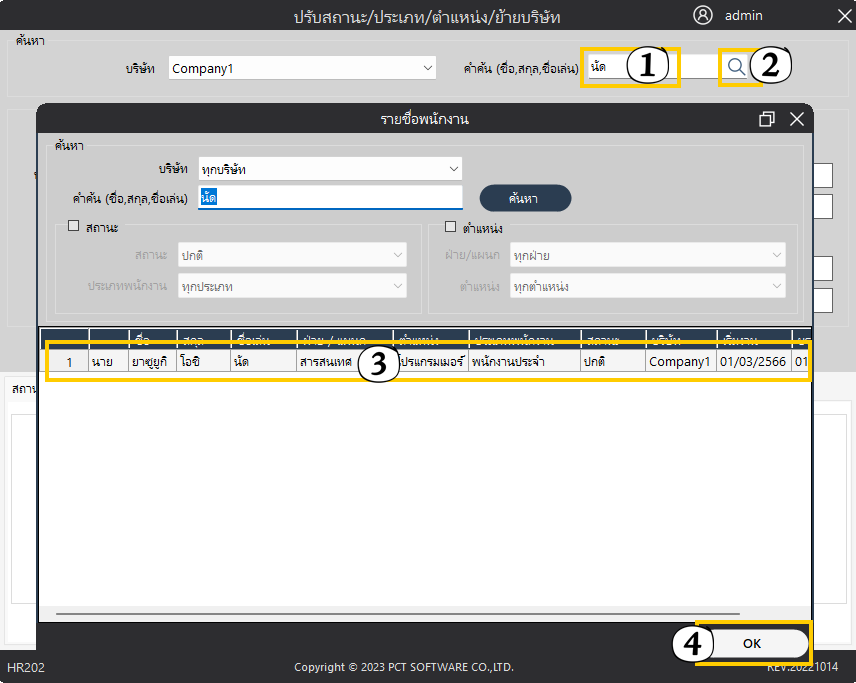 ปรับสถานะ/ประเภท/ตำแหน่ง/ย้ายบริษัท
admin
ค้นหา
บริษัท Company1 คำค้น (ชื่อ,สกุล,ชื่อเล่น) นัด 1 2
รายชื่อพนักงาน
ค้นหา
บริษัท ทุกบริษัท
คำค้น (ชื่อ,สกุล,ชื่อเล่น) นัด ค้นหา
สถานะ ตำแหน่ง
สถานะ ปกติ ฝ่าย/แผนก ทุกฝ่าย
ประเภทพนักงาน ทุกประเภท ตำแหน่ง ทุกตำแหน่ง
ชื่อ สกุล ชื่อเล่น ฝ่าย / แผนก ตำแหน่ง ประเภทพนักงาน สถานะ บริษัท เริ่มงาน
1 นาย ยาซูยูกิ โอชิ นัด สารสนเทศ 3 โปรแกรมเมอร์ พนักงานประจำ ปกติ Company1 01/03/2566 01
สถาน
4 OK
HR202 Copyright © 2023 PCT SOFTWARE CO.,LTD. REV.20221014